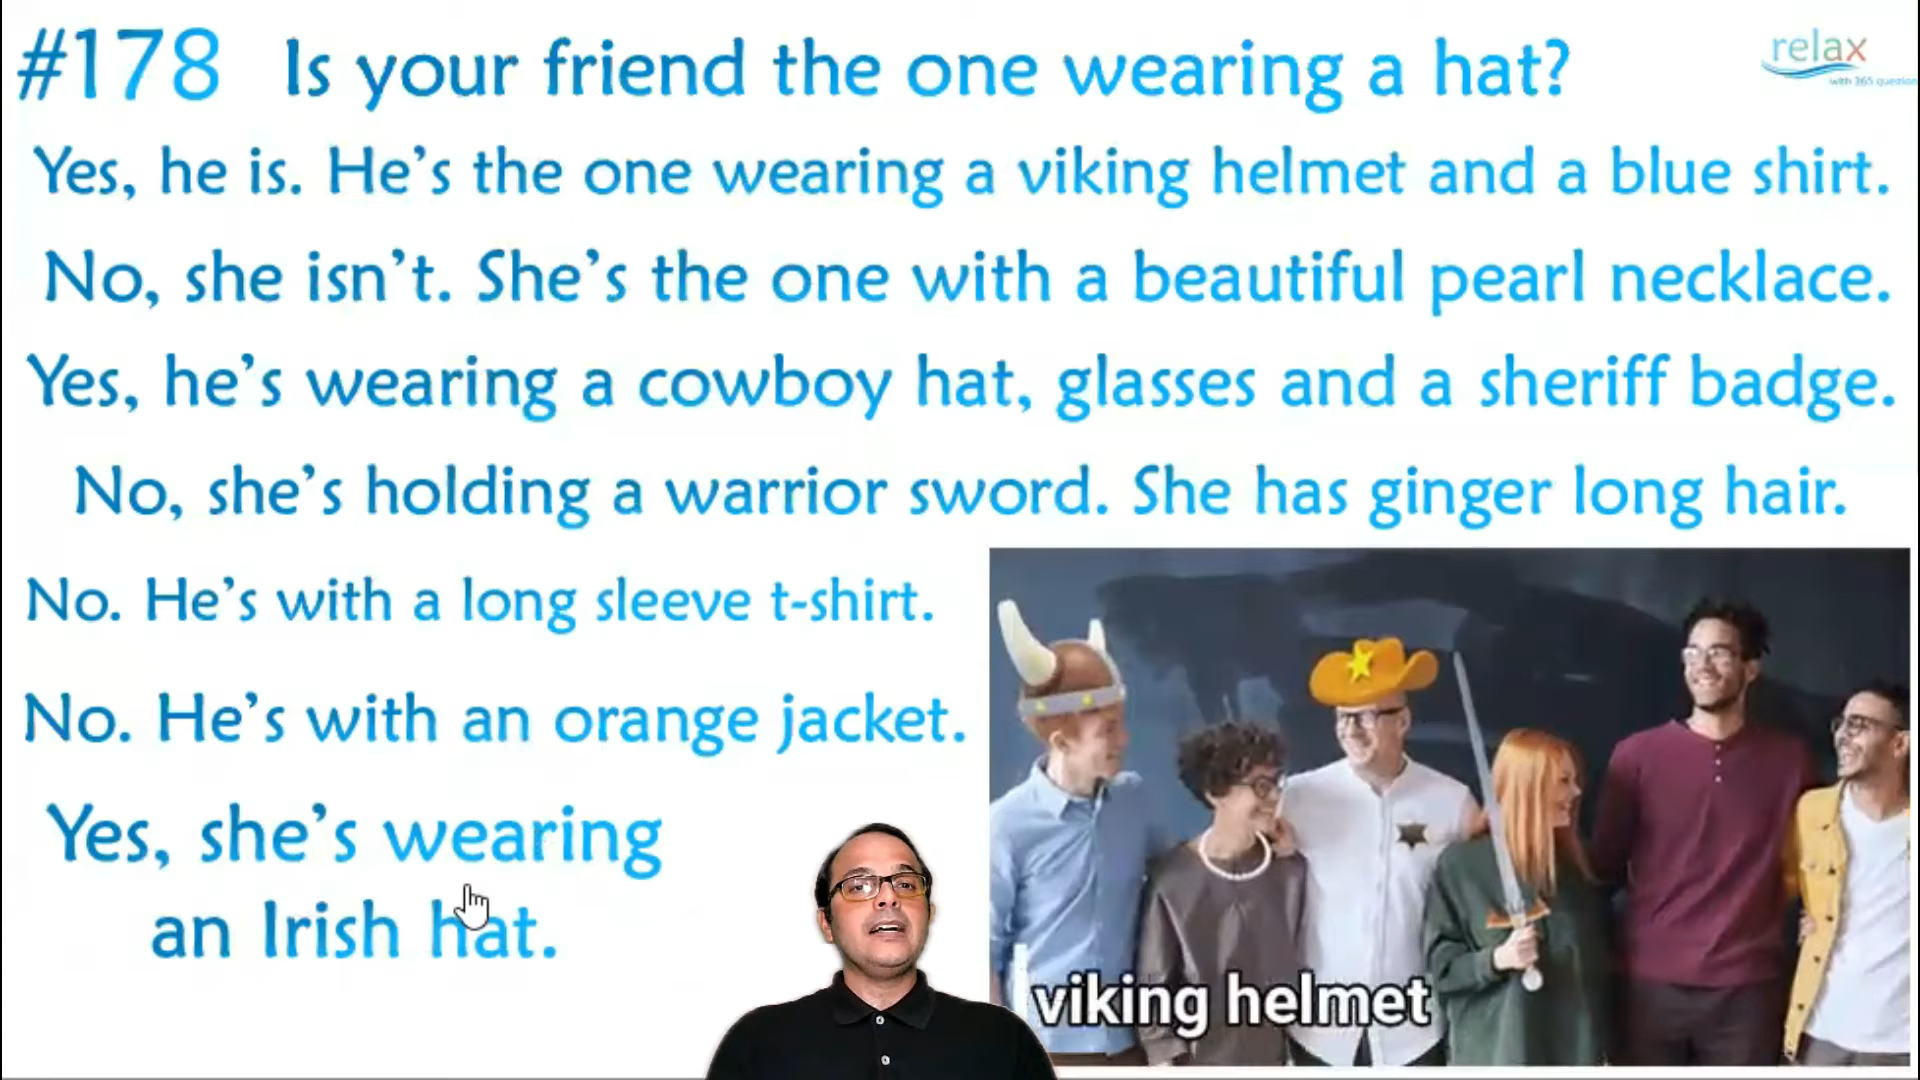 #178 Is your friend the one wearing a hat?
relax
with 365 questions
Yes, he is. He's the one wearing a viking helmet and a blue shirt.
No, she isn't. She's the one with a beautiful pearl necklace.
Yes, he's wearing a cowboy hat, glasses and a sheriff badge.
No, she's holding a warrior sword. She has ginger long hair.
No. He's with a long sleeve t-shirt.
No. He's with an orange jacket.
Yes, she's wearing
an Irish hat.
viking helmet